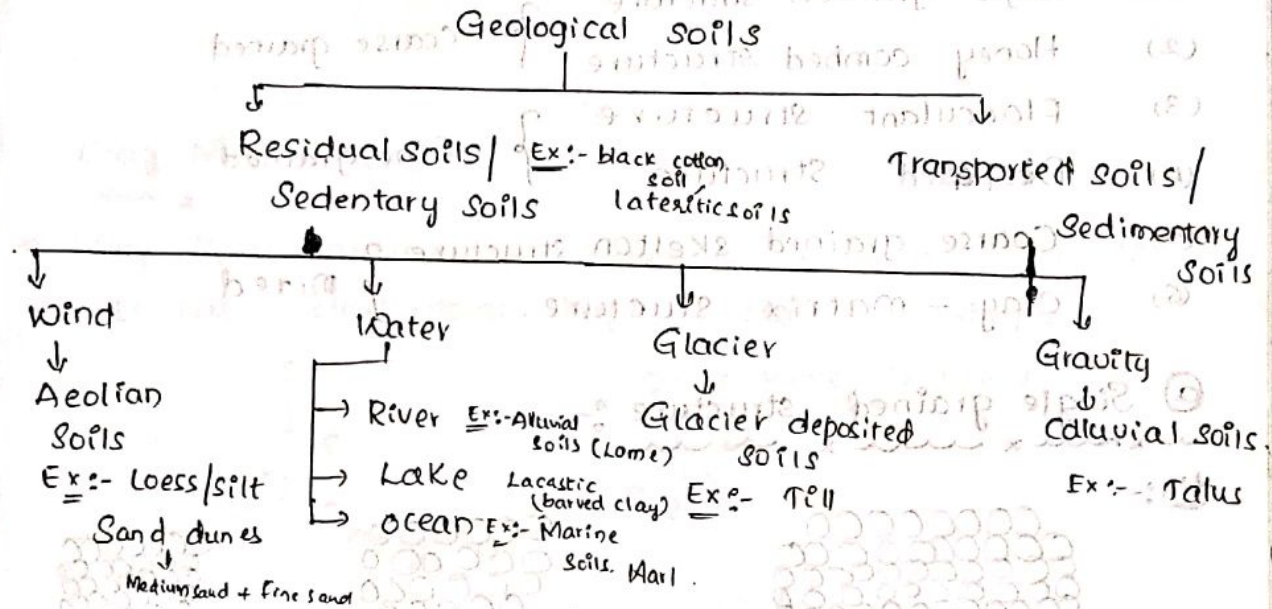 Geological soils
Residual soils/ Ex:- black cotton
soil,
Sedentary soils lateritic soils
Transported soils/
Sedimentary
soils
Wind
Aeolian
soils
Ex:- Loess/silt
Sand dunes
Medium sand + Fine sand
Water
River Ex:- Alluvial
soils (Lome)
Lake Lacastic
(barved clay)
Ocean Ex:- Marine
soils. Marl.
Glacier
Glacier deposited
soils
Ex:- Till
Gravity
Colluvial soils.
Ex:- Talus